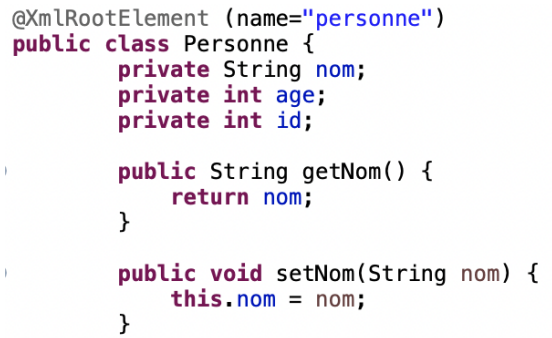 @XmlRootElement (name="personne")
public class Personne {
private String nom;
private int age;
private int id;
public String getNom() {
return nom;
}
public void setNom(String nom) {
this.nom = nom;
}